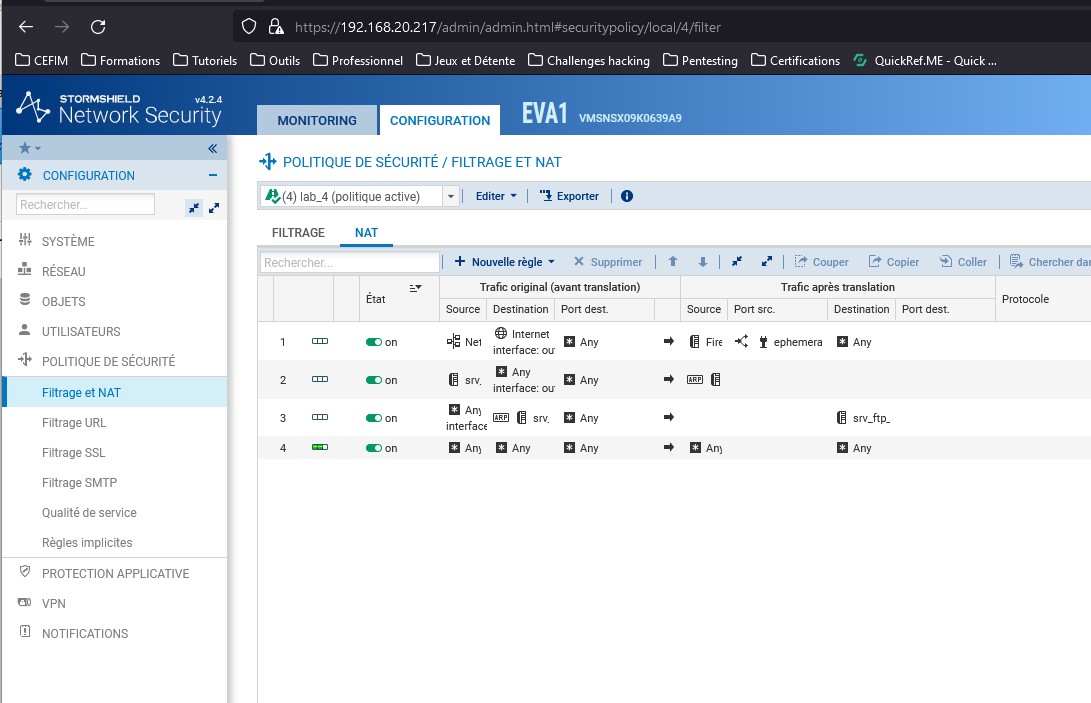 https://192.168.20.217/admin/admin.html#securitypolicy/local/4/filter
CEFIM Formations Tutoriels Outils Professionnel Jeux et Détente Challenges hacking Pentesting Certifications QuickRef.ME - Quick ...
STORMSHIELD v4.2.4
Network Security
MONITORING CONFIGURATION EVA1 VMSNSX09K0639A9
CONFIGURATION
Rechercher...
SYSTÈME
RÉSEAU
OBJETS
UTILISATEURS
POLITIQUE DE SÉCURITÉ
Filtrage et NAT
Filtrage URL
Filtrage SSL
Filtrage SMTP
Qualité de service
Règles implicites
PROTECTION APPLICATIVE
VPN
NOTIFICATIONS
POLITIQUE DE SÉCURITÉ / FILTRAGE ET NAT
(4) lab_4 (politique active) Editer Exporter
FILTRAGE NAT
Rechercher... Nouvelle règle Supprimer Couper Copier Coller Chercher dan
État Trafic original (avant translation) Trafic après translation Protocole
Source Destination Port dest. Source Port src. Destination Port dest.
1 on Net Internet interface: ou Any Fire ephemera Any
2 on srv_ Any interface: ou Any ARP
3 on Any interface ARP srv_ Any srv_ftp_
4 on Any Any Any Any Any